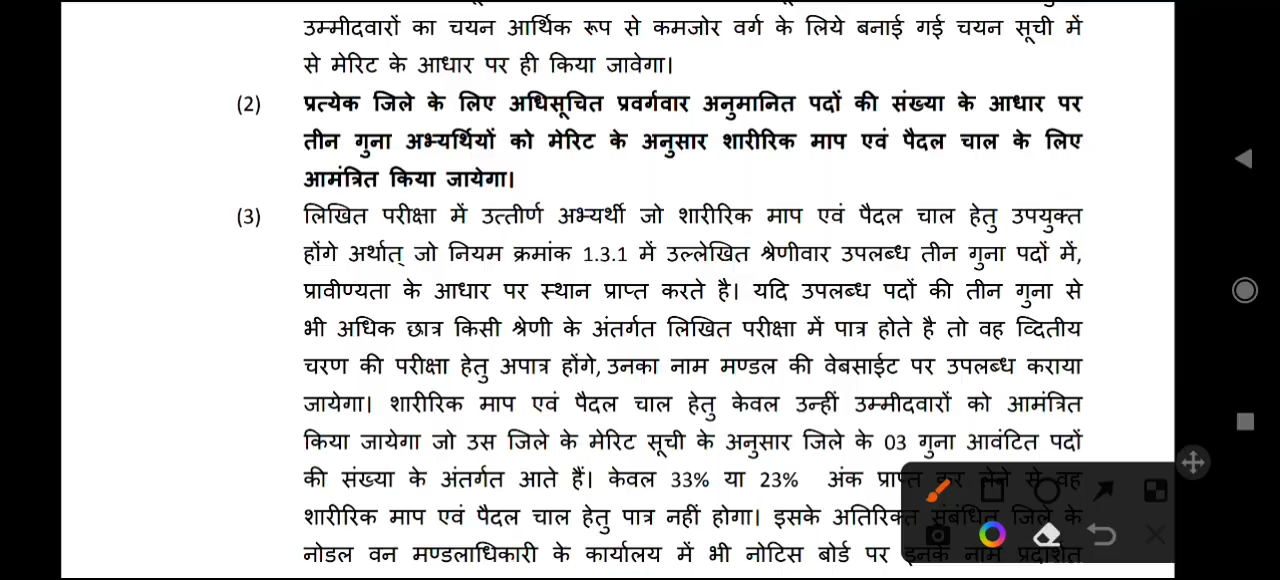 उम्मीदवारों का चयन आर्थिक रूप से कमजोर वर्ग के लिये बनाई गई चयन सूची में
से मेरिट के आधार पर ही किया जावेगा।
(2) प्रत्येक जिले के लिए अधिसूचित प्रवर्गवार अनुमानित पदों की संख्या के आधार पर
तीन गुना अभ्यर्थियों को मेरिट के अनुसार शारीरिक माप एवं पैदल चाल के लिए
आमंत्रित किया जायेगा।
(3) लिखित परीक्षा में उत्तीर्ण अभ्यर्थी जो शारीरिक माप एवं पैदल चाल हेतु उपयुक्त
होंगे अर्थात् जो नियम क्रमांक 1.3.1 में उल्लेखित श्रेणीवार उपलब्ध तीन गुना पदों में,
प्रावीण्यता के आधार पर स्थान प्राप्त करते है। यदि उपलब्ध पदों की तीन गुना से
भी अधिक छात्र किसी श्रेणी के अंतर्गत लिखित परीक्षा में पात्र होते है तो वह व्दितीय
चरण की परीक्षा हेतु अपात्र होंगे, उनका नाम मण्डल की वेबसाईट पर उपलब्ध कराया
जायेगा। शारीरिक माप एवं पैदल चाल हेतु केवल उन्हीं उम्मीदवारों को आमंत्रित
किया जायेगा जो उस जिले के मेरिट सूची के अनुसार जिले के 03 गुना आवंटित पदों
की संख्या के अंतर्गत आते हैं। केवल 33% या 23% अंक प्राप्त कर लेने से वह
शारीरिक माप एवं पैदल चाल हेतु पात्र नहीं होगा। इसके अतिरिक्त संबंधित जिले के
नोडल वन मण्डलाधिकारी के कार्यालय में भी नोटिस बोर्ड पर इनके नाम प्रदर्शित